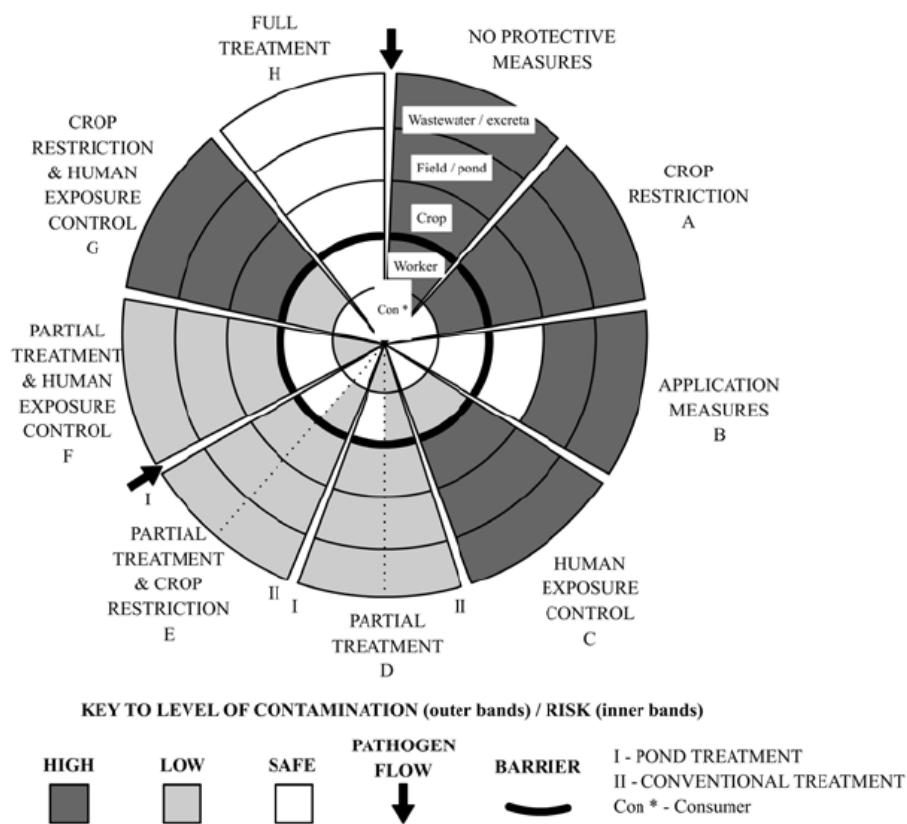 FULL
TREATMENT
H
NO PROTECTIVE
MEASURES
Wastewater / excreta
Field / pond
Crop
Worker
Con *
CROP
RESTRICTION
A
APPLICATION
MEASURES
B
HUMAN
EXPOSURE
CONTROL
C
II
PARTIAL
TREATMENT
D
I
II
PARTIAL
TREATMENT
& CROP
RESTRICTION
E
I
PARTIAL
TREATMENT
& HUMAN
EXPOSURE
CONTROL
F
CROP
RESTRICTION
& HUMAN
EXPOSURE
CONTROL
G
KEY TO LEVEL OF CONTAMINATION (outer bands) / RISK (inner bands)
HIGH
LOW
SAFE
PATHOGEN
FLOW
BARRIER
I - POND TREATMENT
II - CONVENTIONAL TREATMENT
Con * - Consumer